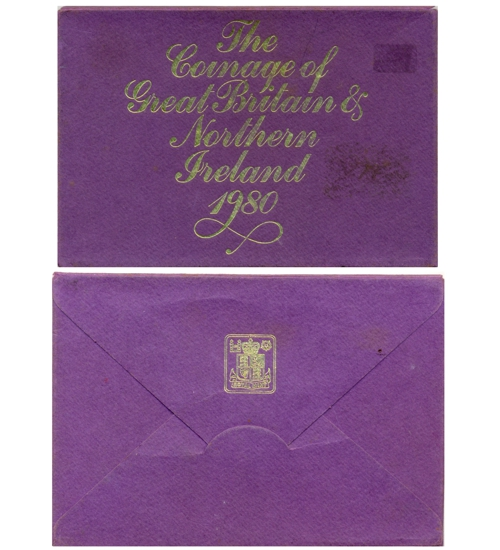 The
Coinage of
Great Britain &
Northern
Ireland
1980